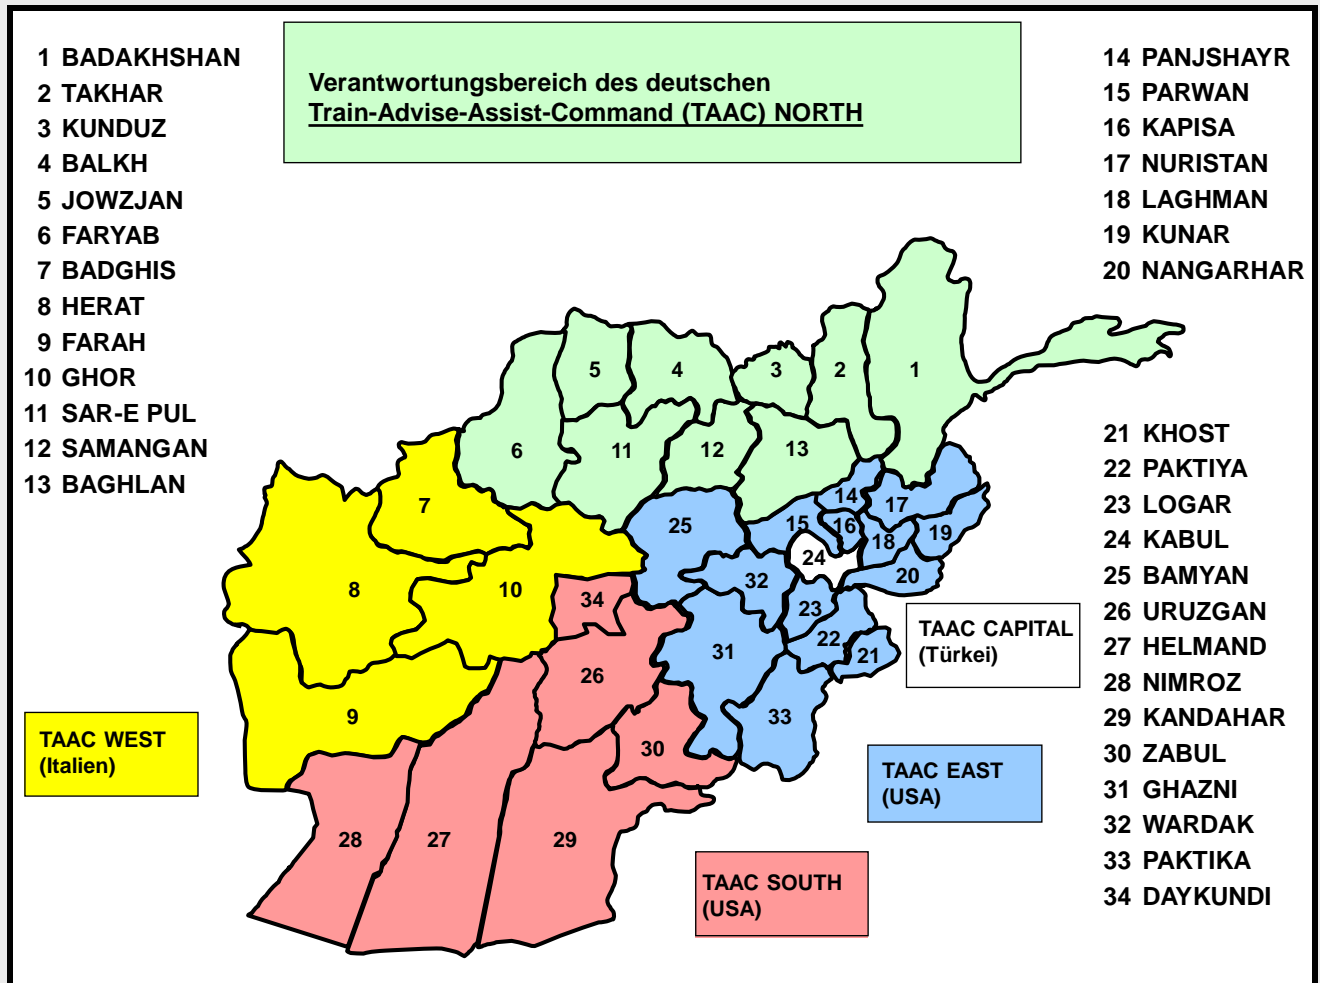 1 BADAKHSHAN
2 TAKHAR
3 KUNDUZ
4 BALKH
5 JOWZJAN
6 FARYAB
7 BADGHIS
8 HERAT
9 FARAH
10 GHOR
11 SAR-E PUL
12 SAMANGAN
13 BAGHLAN
Verantwortungsbereich des deutschen
Train-Advise-Assist-Command (TAAC) NORTH
14 PANJSHAYR
15 PARWAN
16 KAPISA
17 NURISTAN
18 LAGHMAN
19 KUNAR
20 NANGARHAR
21 KHOST
22 PAKTIYA
23 LOGAR
24 KABUL
25 BAMYAN
26 URUZGAN
27 HELMAND
28 NIMROZ
29 KANDAHAR
30 ZABUL
31 GHAZNI
32 WARDAK
33 PAKTIKA
34 DAYKUNDI
5
4
3
2
1
6
11
12
13
7
14
17
25
15
16
19
18
24
8
10
34
32
20
23
22
21
31
26
9
33
30
28
27
29
TAAC CAPITAL
(Türkei)
TAAC WEST
(Italien)
TAAC EAST
(USA)
TAAC SOUTH
(USA)